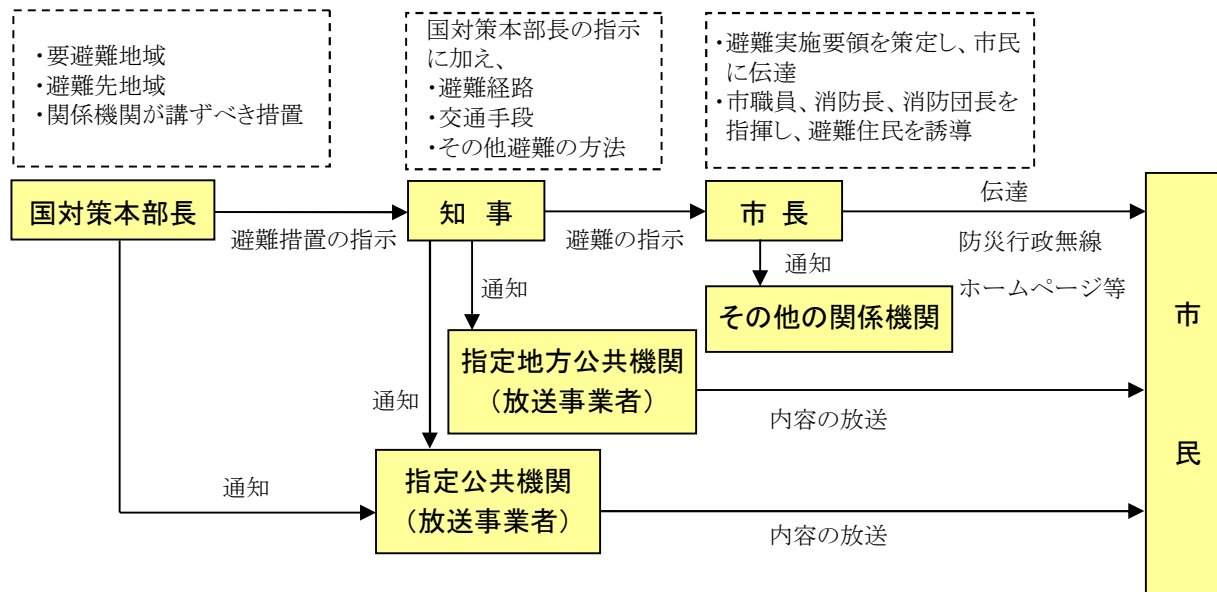 ・要避難地域
・避難先地域
・関係機関が講ずべき措置
国対策本部長の指示
に加え、
・避難経路
・交通手段
・その他避難の方法
・避難実施要領を策定し、市民
に伝達
・市職員、消防長、消防団長を
指揮し、避難住民を誘導
国対策本部長
避難措置の指示
知 事
避難の指示
市 長
伝達
防災行政無線
ホームページ等
通知
その他の関係機関
通知
指定地方公共機関
（放送事業者）
内容の放送
通知
通知
指定公共機関
（放送事業者）
内容の放送
市
民